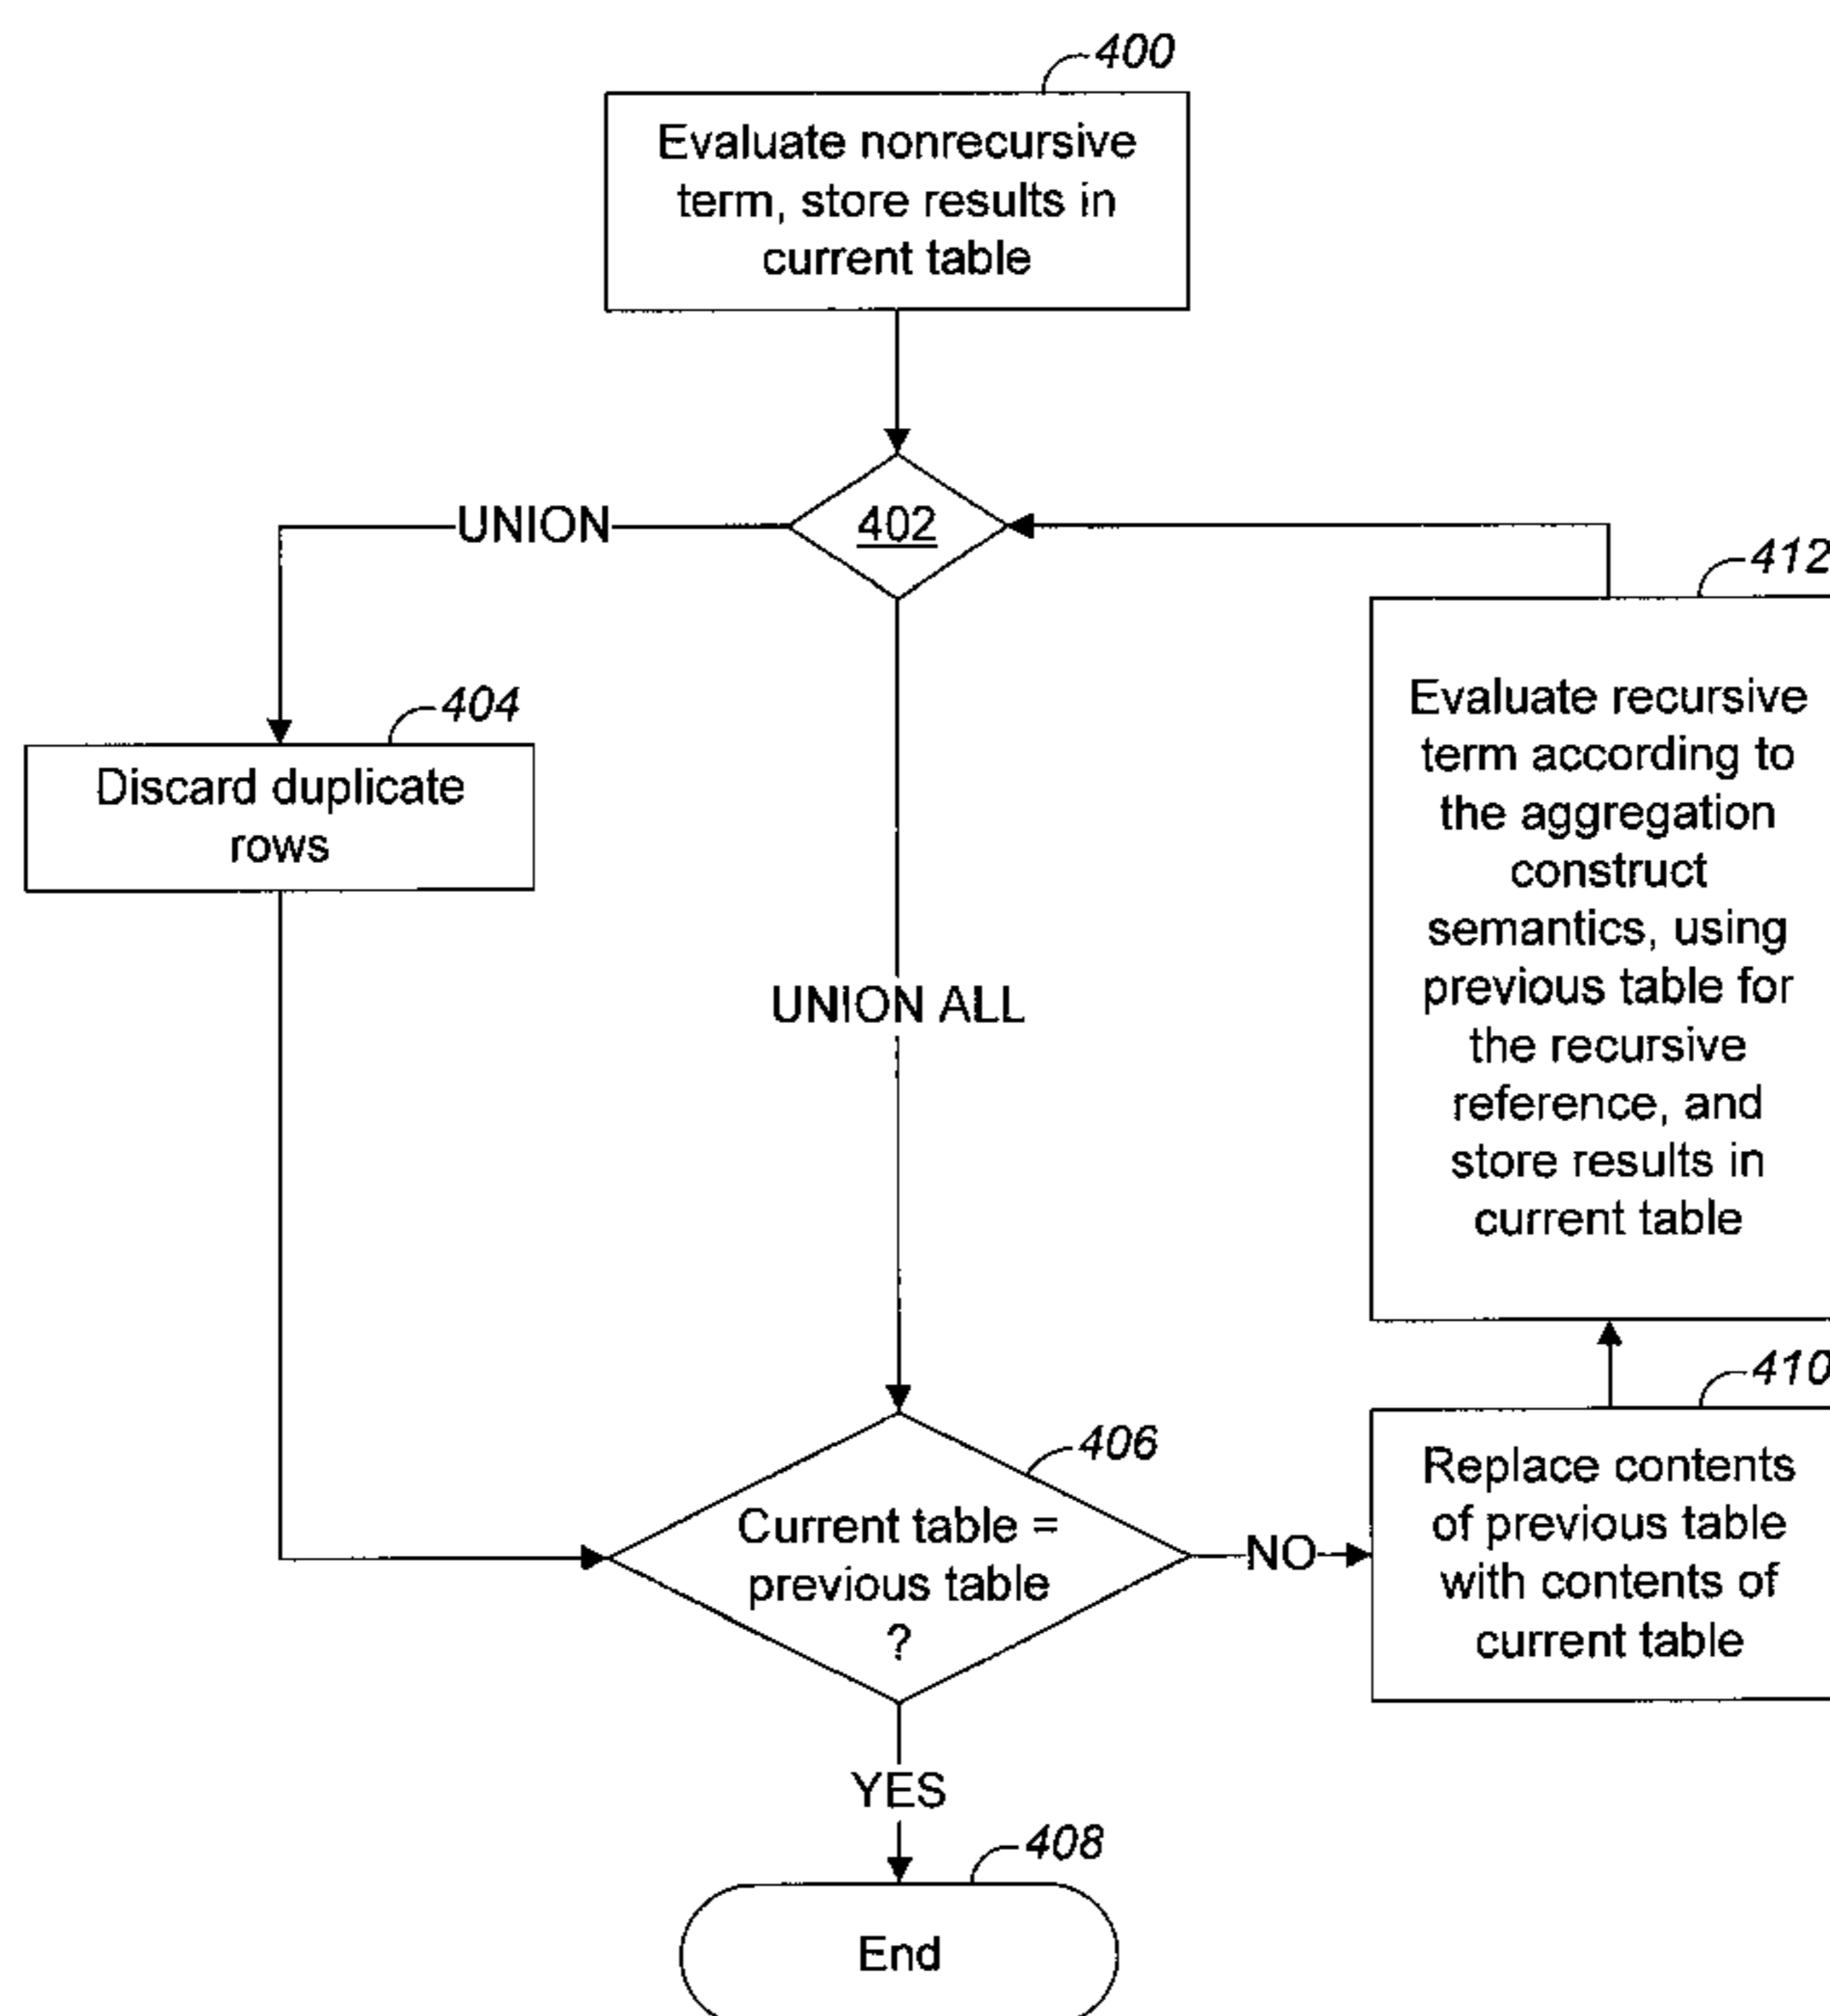 400
Evaluate nonrecursive
term, store results in
current table
402
UNION
412
404
Discard duplicate
rows
Evaluate recursive
term according to
the aggregation
construct
semantics, using
previous table for
the recursive
reference, and
store results in
current table
UNION ALL
410
406
Current table =
previous table
?
NO
Replace contents
of previous table
with contents of
current table
YES
408
End